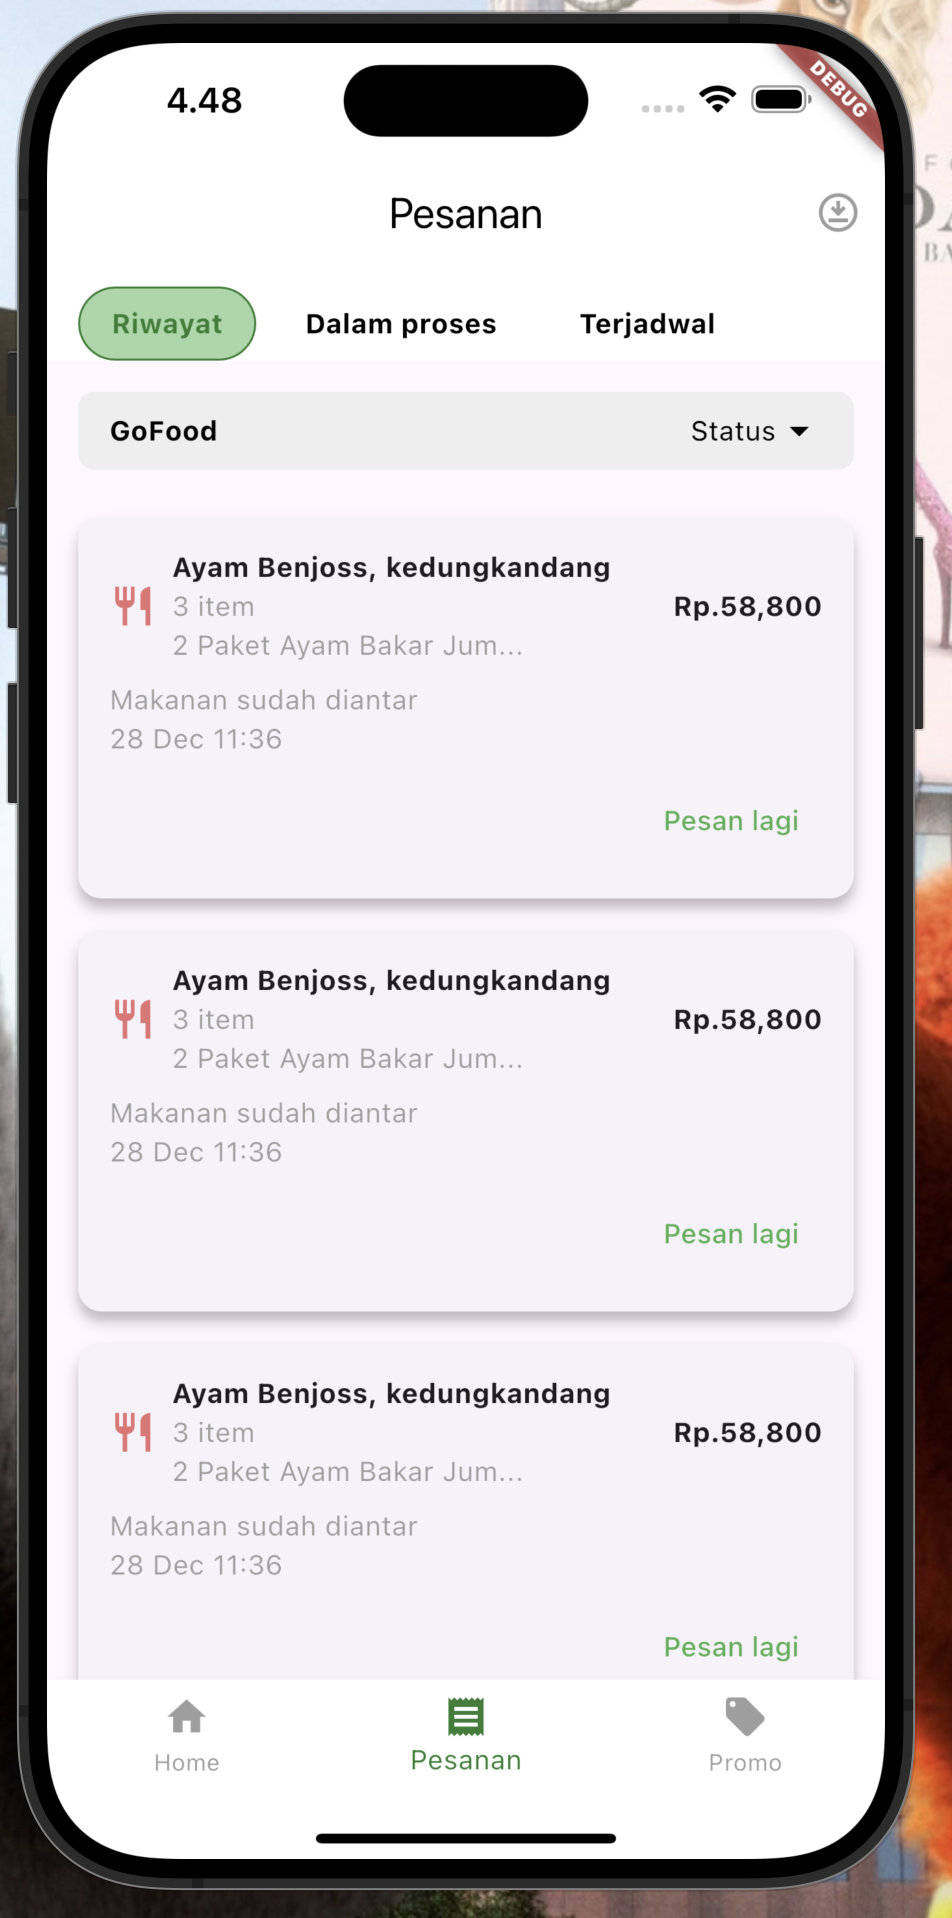 4.48
DEBUG
Pesanan
Riwayat Dalam proses Terjadwal
GoFood Status
Ayam Benjoss, kedungkandang
3 item Rp.58,800
2 Paket Ayam Bakar Jum...
Makanan sudah diantar
28 Dec 11:36
Pesan lagi
Ayam Benjoss, kedungkandang
3 item Rp.58,800
2 Paket Ayam Bakar Jum...
Makanan sudah diantar
28 Dec 11:36
Pesan lagi
Ayam Benjoss, kedungkandang
3 item Rp.58,800
2 Paket Ayam Bakar Jum...
Makanan sudah diantar
28 Dec 11:36
Pesan lagi
Home Pesanan Promo